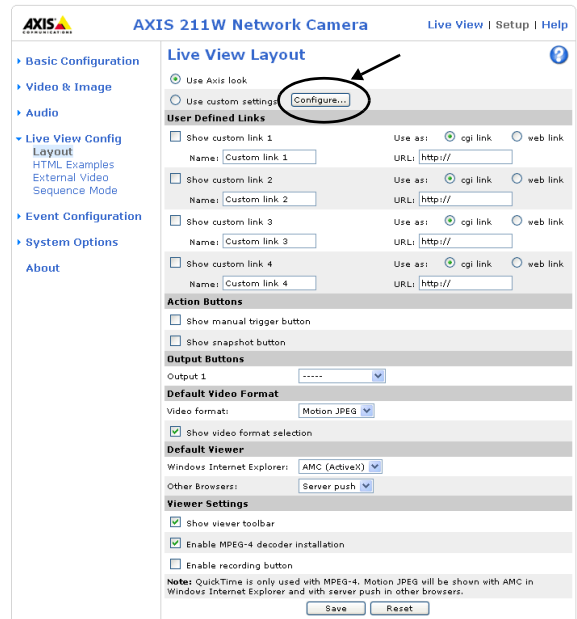 AXIS
COMMUNICATIONS
AXIS 211W Network Camera
Live View | Setup | Help
Basic Configuration
Video & Image
Audio
Live View Config
Layout
HTML Examples
External Video
Sequence Mode
Event Configuration
System Options
About
Live View Layout
?
Use Axis look
Use custom settings Configure...
User Defined Links
Show custom link 1 Use as: cgi link web link
Name: Custom link 1 URL: http://
Show custom link 2 Use as: cgi link web link
Name: Custom link 2 URL: http://
Show custom link 3 Use as: cgi link web link
Name: Custom link 3 URL: http://
Show custom link 4 Use as: cgi link web link
Name: Custom link 4 URL: http://
Action Buttons
Show manual trigger button
Show snapshot button
Output Buttons
Output 1 -----
Default Video Format
Video format: Motion JPEG
Show video format selection
Default Viewer
Windows Internet Explorer: AMC (ActiveX)
Other Browsers: Server push
Viewer Settings
Show viewer toolbar
Enable MPEG-4 decoder installation
Enable recording button
Note: QuickTime is only used with MPEG-4. Motion JPEG will be shown with AMC in
Windows Internet Explorer and with server push in other browsers.
Save Reset